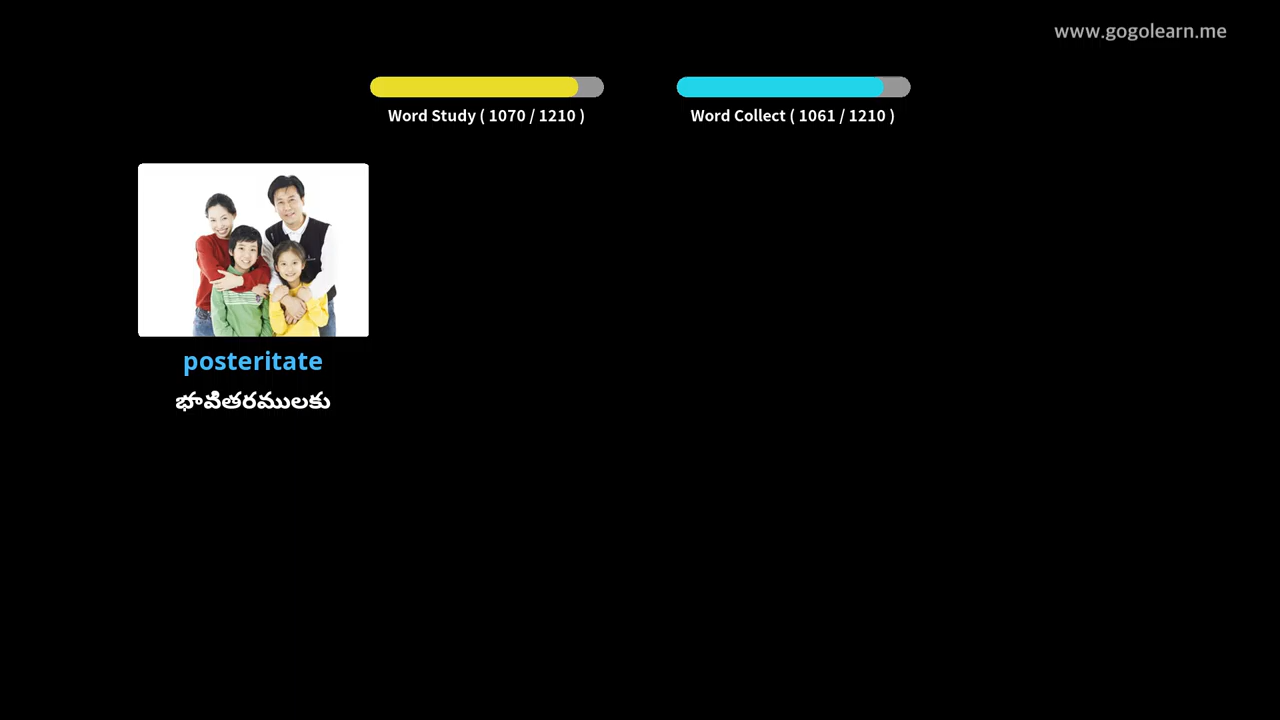 www.gogolearn.me
Word Study ( 1070 / 1210 )
Word Collect ( 1061 / 1210 )
posteritate
భావితరములకు